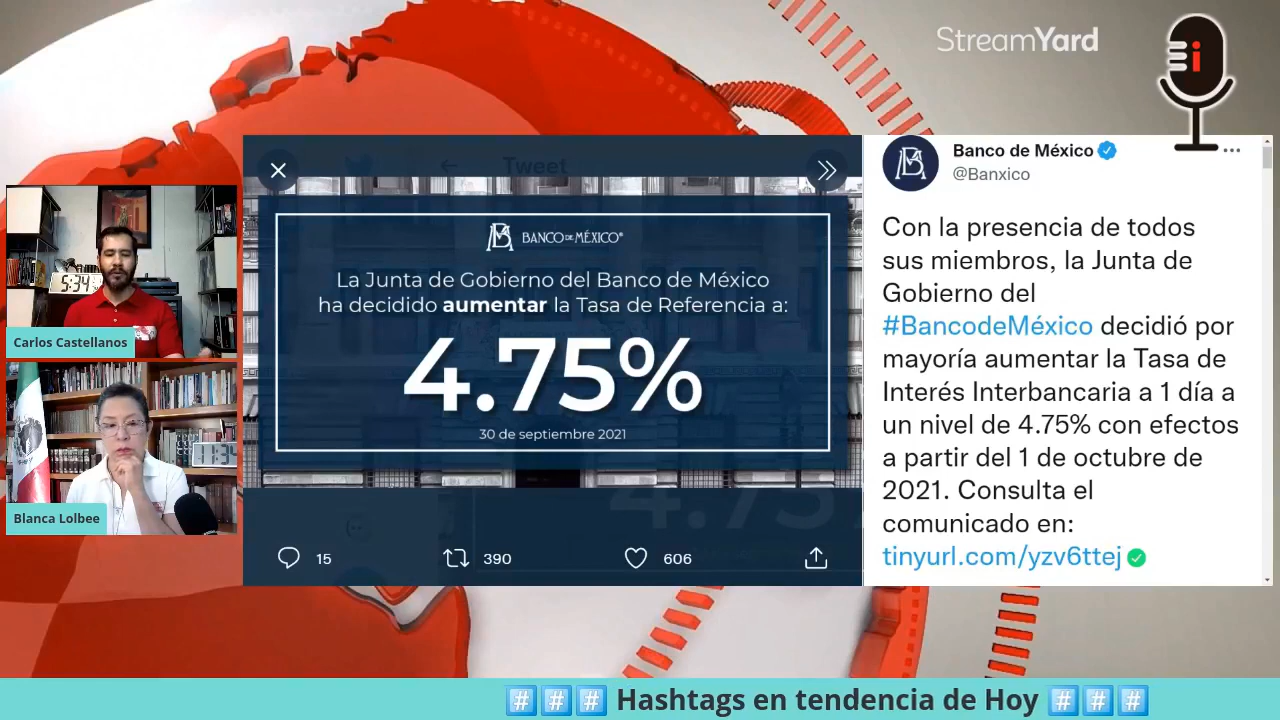 StreamYard
i
Tweet
BM BANCO DE MÉXICO®
La Junta de Gobierno del Banco de México
ha decidido aumentar la Tasa de Referencia a:
4.75%
30 de septiembre 2021
15
390
606
Banco de México
@Banxico
Con la presencia de todos
sus miembros, la Junta de
Gobierno del
#BancodeMéxico decidió por
mayoría aumentar la Tasa de
Interés Interbancaria a 1 día a
un nivel de 4.75% con efectos
a partir del 1 de octubre de
2021. Consulta el
comunicado en:
tinyurl.com/yzv6ttej
5:34
Carlos Castellanos
Blanca Lolbee
#️⃣#️⃣#️⃣ Hashtags en tendencia de Hoy #️⃣#️⃣#️⃣